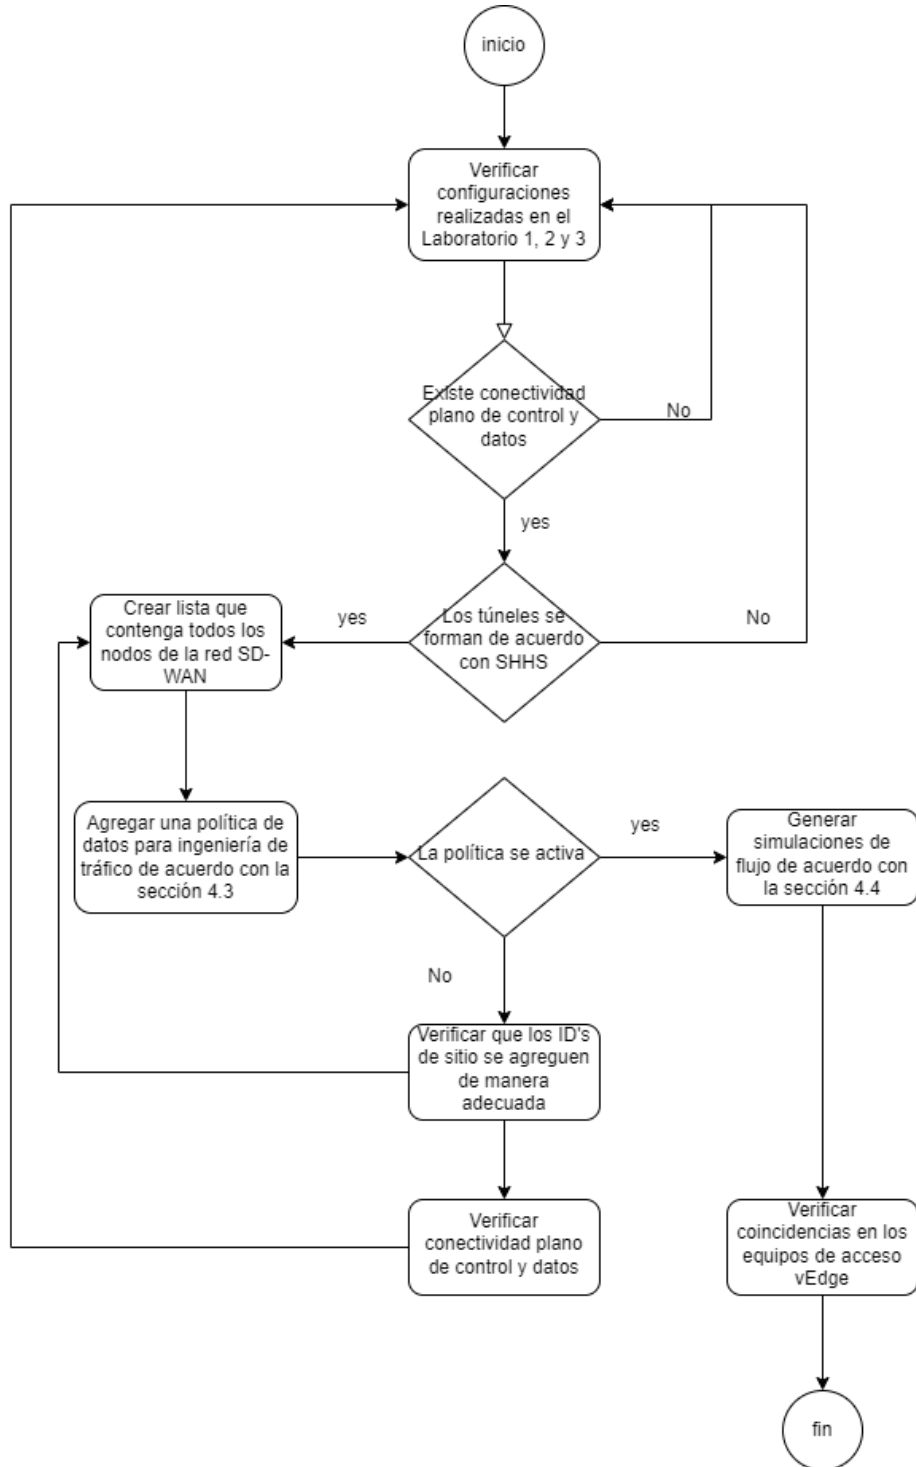 inicio
Verificar
configuraciones
realizadas en el
Laboratorio 1, 2 y 3
Existe conectividad
plano de control y
datos
No
yes
Los túneles se
forman de acuerdo
con SHHS
No
yes
Crear lista que
contenga todos los
nodos de la red SD-
WAN
Agregar una política de
datos para ingeniería de
tráfico de acuerdo con la
sección 4.3
La política se activa
yes
Generar
simulaciones de
flujo de acuerdo con
la sección 4.4
No
Verificar que los ID's
de sitio se agreguen
de manera
adecuada
Verificar
conectividad plano
de control y datos
Verificar
coincidencias en los
equipos de acceso
vEdge
fin